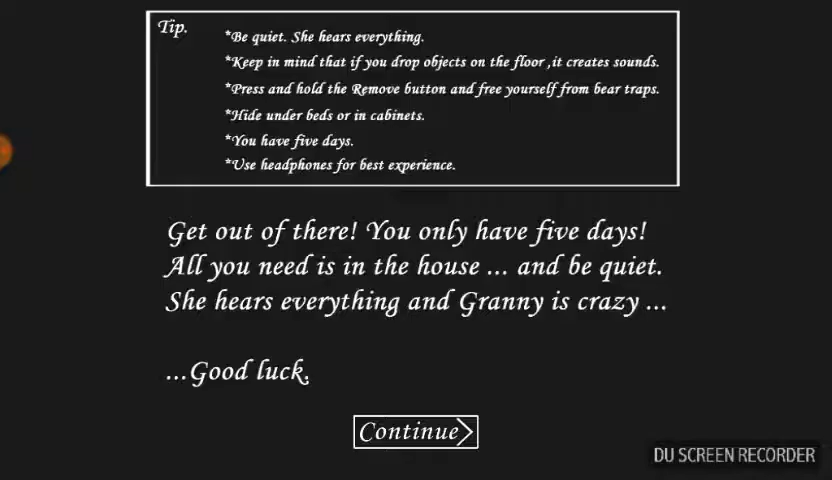 Tip.
*Be quiet. She hears everything.
*Keep in mind that if you drop objects on the floor ,it creates sounds.
*Press and hold the Remove button and free yourself from bear traps.
*Hide under beds or in cabinets.
*You have five days.
*Use headphones for best experience.
Get out of there! You only have five days!
All you need is in the house ... and be quiet.
She hears everything and Granny is crazy ...
...Good luck.
Continue
DU SCREEN RECORDER